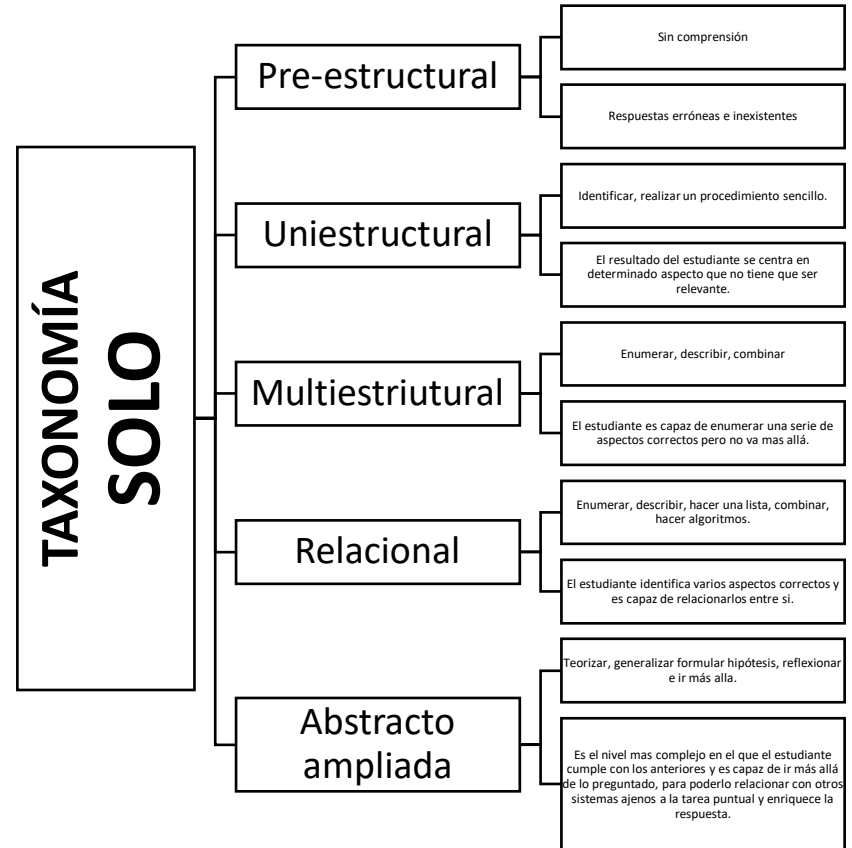 TAXONOMÍA
SOLO
Pre-estructural
Sin comprensión
Respuestas erróneas e inexistentes
Uniestructural
Identificar, realizar un procedimiento sencillo.
El resultado del estudiante se centra en
determinado aspecto que no tiene que ser
relevante.
Multiestriutural
Enumerar, describir, combinar
El estudiante es capaz de enumerar una serie de
aspectos correctos pero no va mas allá.
Relacional
Enumerar, describir, hacer una lista, combinar,
hacer algoritmos.
El estudiante identifica varios aspectos correctos y
es capaz de relacionarlos entre si.
Abstracto
ampliada
Teorizar, generalizar formular hipótesis, reflexionar
e ir más alla.
Es el nivel mas complejo en el que el estudiante
cumple con los anteriores y es capaz de ir más allá
de lo preguntado, para poderlo relacionar con otros
sistemas ajenos a la tarea puntual y enriquece la
respuesta.